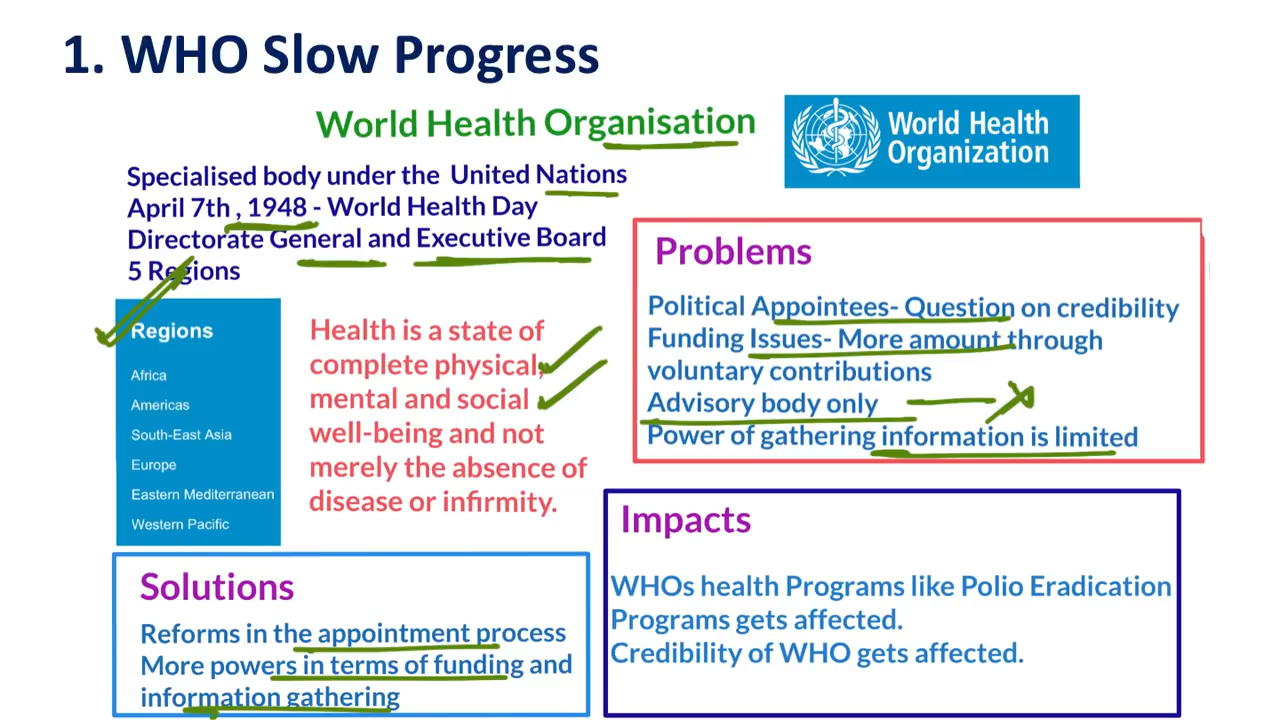 1. WHO Slow Progress
World Health Organisation
World Health
Organization
Specialised body under the United Nations
April 7th , 1948 - World Health Day
Directorate General and Executive Board
5 Regions
Regions
Africa
Americas
South-East Asia
Europe
Eastern Mediterranean
Western Pacific
Health is a state of
complete physical,
mental and social
well-being and not
merely the absence of
disease or infirmity.
Problems
Political Appointees- Question on credibility
Funding Issues- More amount through
voluntary contributions
Advisory body only
Power of gathering information is limited
Solutions
Reforms in the appointment process
More powers in terms of funding and
information gathering
Impacts
WHOs health Programs like Polio Eradication
Programs gets affected.
Credibility of WHO gets affected.